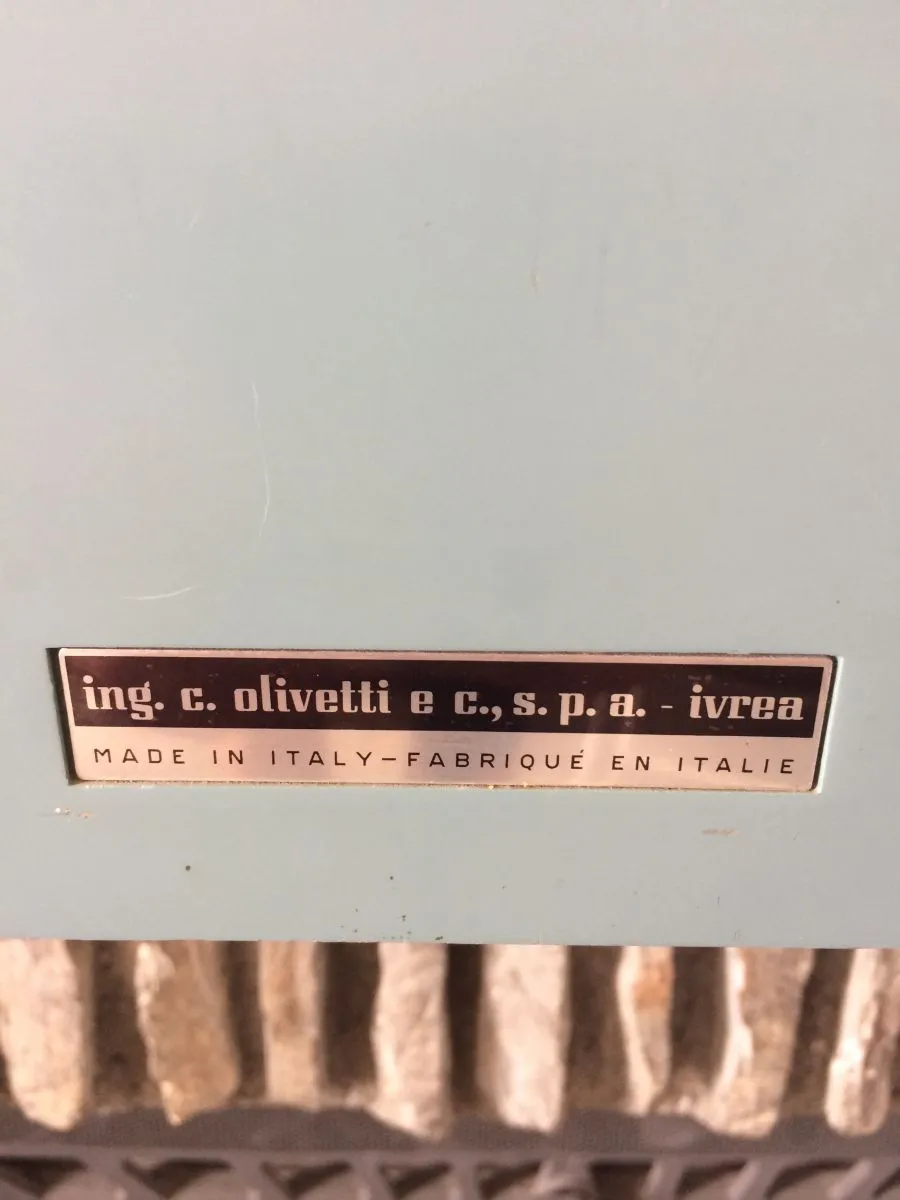 ing. c. olivetti e c., s. p. a. - ivrea
MADE IN ITALY-FABRIQUÉ EN ITALIE